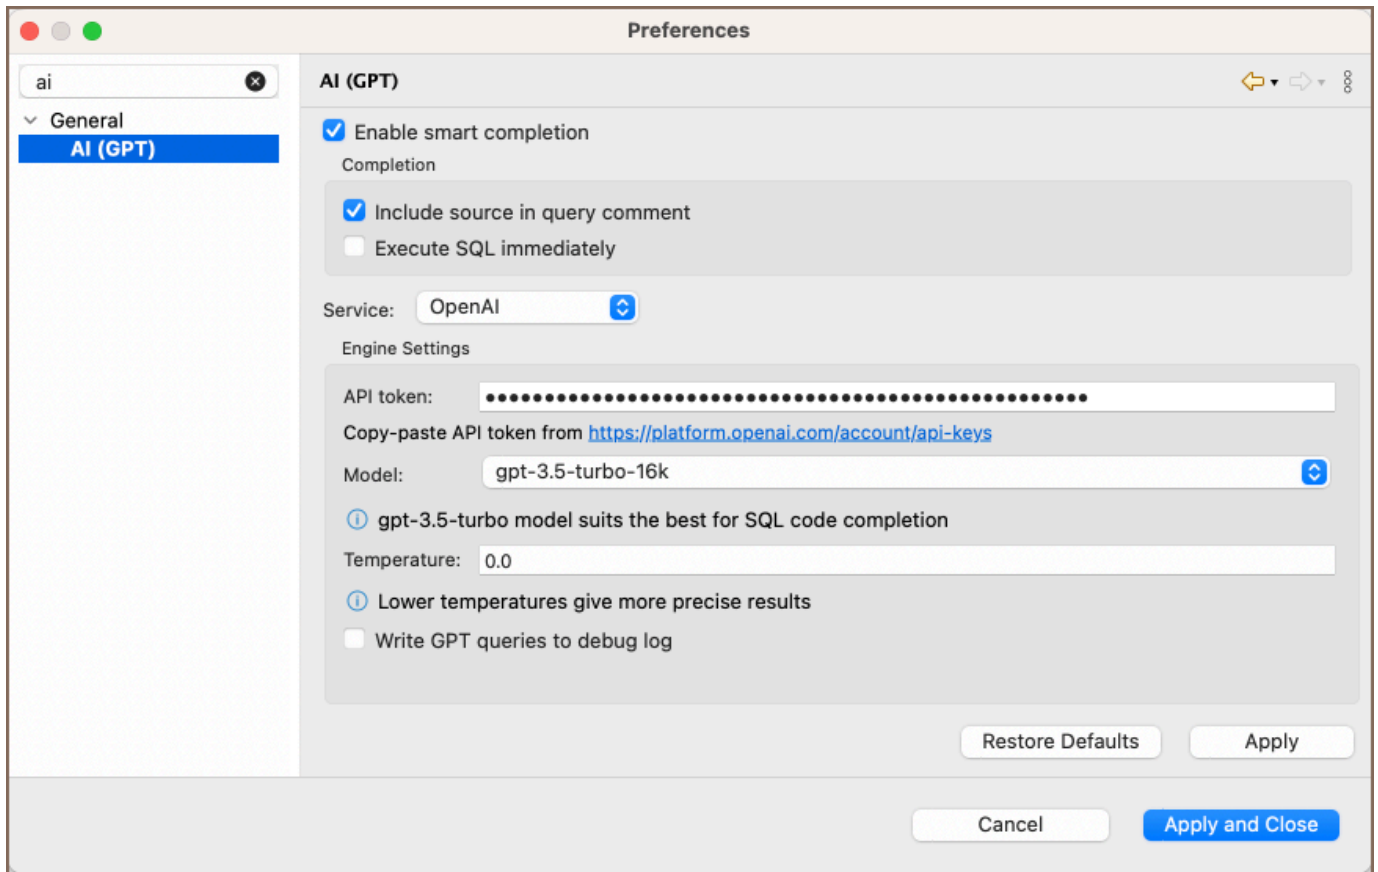 Preferences
ai
General
AI (GPT)
AI (GPT)
Enable smart completion
Completion
Include source in query comment
Execute SQL immediately
Service: OpenAI
Engine Settings
API token: •••••••••••••••••••••••••••••••••••••••••••••••••••
Copy-paste API token from https://platform.openai.com/account/api-keys
Model: gpt-3.5-turbo-16k
gpt-3.5-turbo model suits the best for SQL code completion
Temperature: 0.0
Lower temperatures give more precise results
Write GPT queries to debug log
Restore Defaults Apply
Cancel Apply and Close